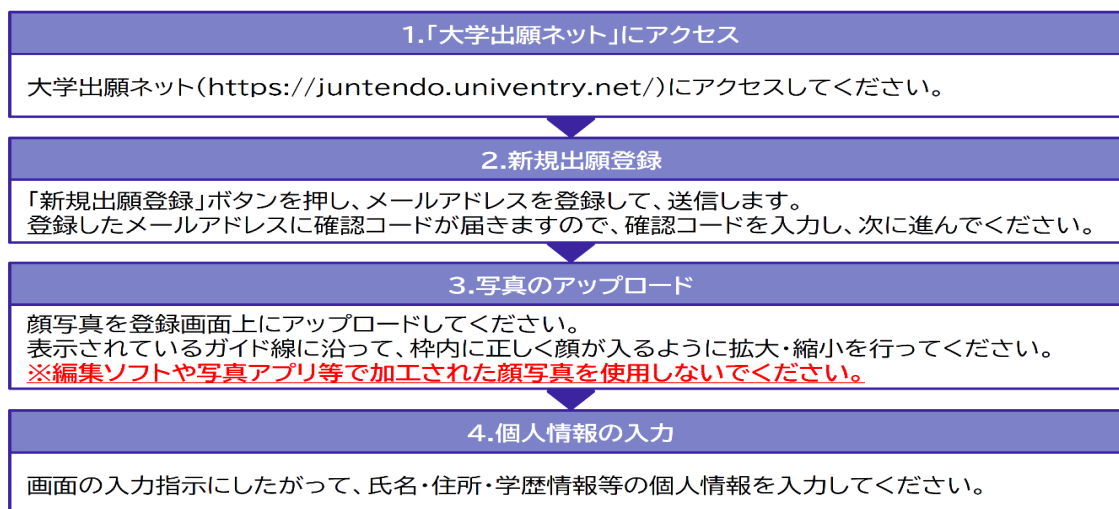 1.「大学出願ネット」にアクセス
大学出願ネット(https://juntendo.univentry.net/)にアクセスしてください。
2.新規出願登録
「新規出願登録」ボタンを押し、メールアドレスを登録して、送信します。
登録したメールアドレスに確認コードが届きますので、確認コードを入力し、次に進んでください。
3.写真のアップロード
顔写真を登録画面上にアップロードしてください。
表示されているガイド線に沿って、枠内に正しく顔が入るように拡大・縮小を行ってください。
※編集ソフトや写真アプリ等で加工された顔写真を使用しないでください。
4.個人情報の入力
画面の入力指示にしたがって、氏名・住所・学歴情報等の個人情報を入力してください。